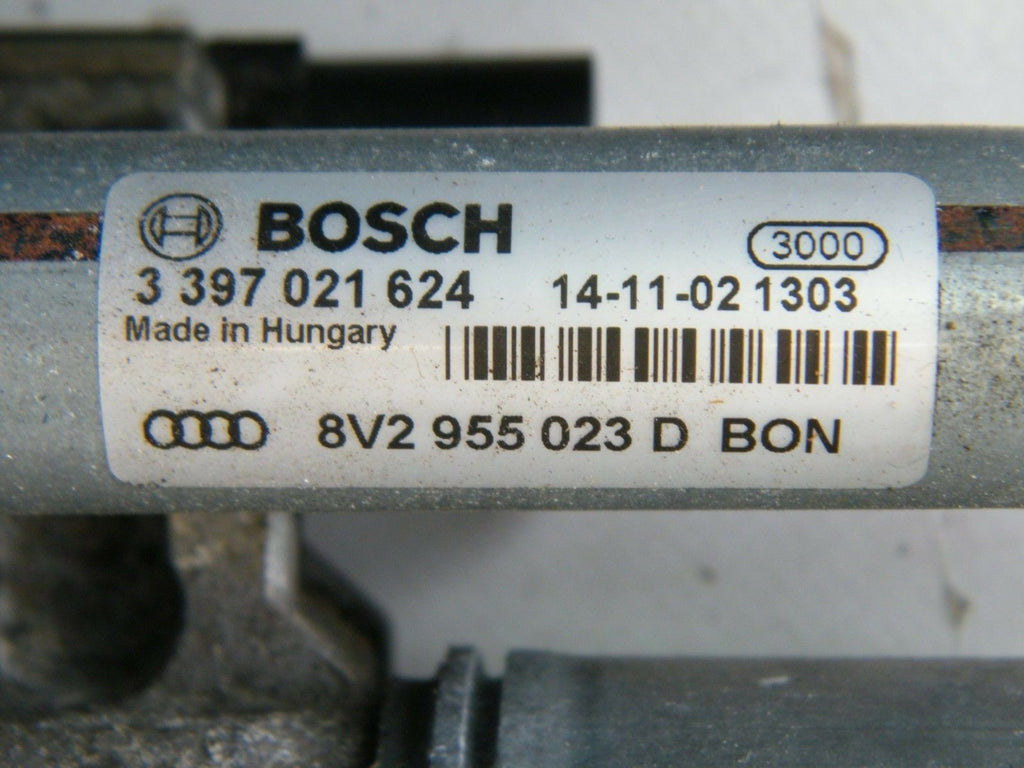 BOSCH
3000
3 397 021 624 14-11-02 1303
Made in Hungary
8V2 955 023 D BON